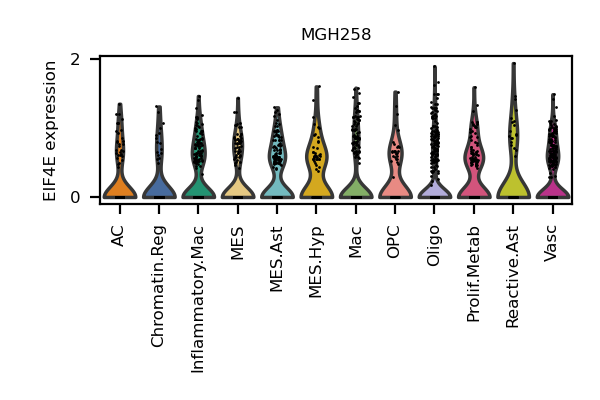 MGH258
EIF4E expression
2
0
AC
Chromatin.Reg
Inflammatory.Mac
MES
MES.Ast
MES.Hyp
Mac
OPC
Oligo
Prolif.Metab
Reactive.Ast
Vasc